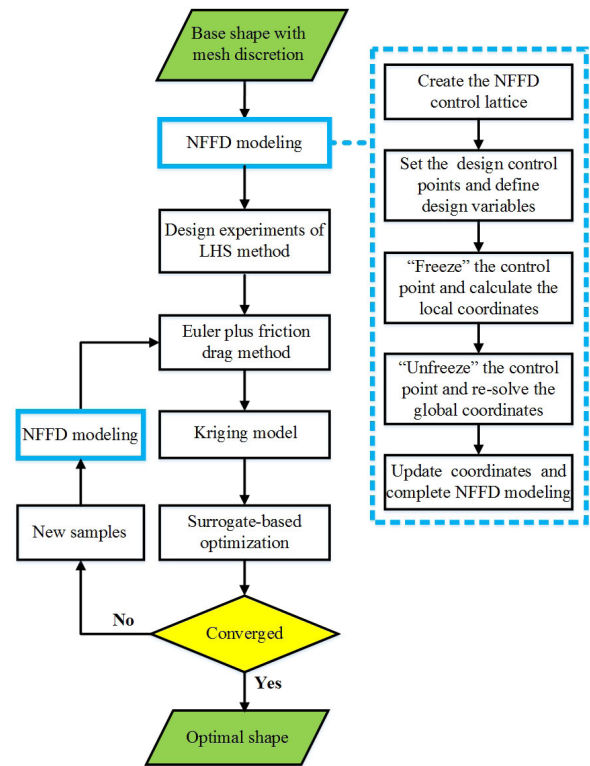 Base shape with
mesh discretion
NFFD modeling
Design experiments of
LHS method
Euler plus friction
drag method
Kriging model
Surrogate-based
optimization
Converged
No
New samples
NFFD modeling
Yes
Optimal shape
Create the NFFD
control lattice
Set the design control
points and define
design variables
“Freeze” the control
point and calculate the
local coordinates
“Unfreeze” the control
point and re-solve the
global coordinates
Update coordinates and
complete NFFD modeling